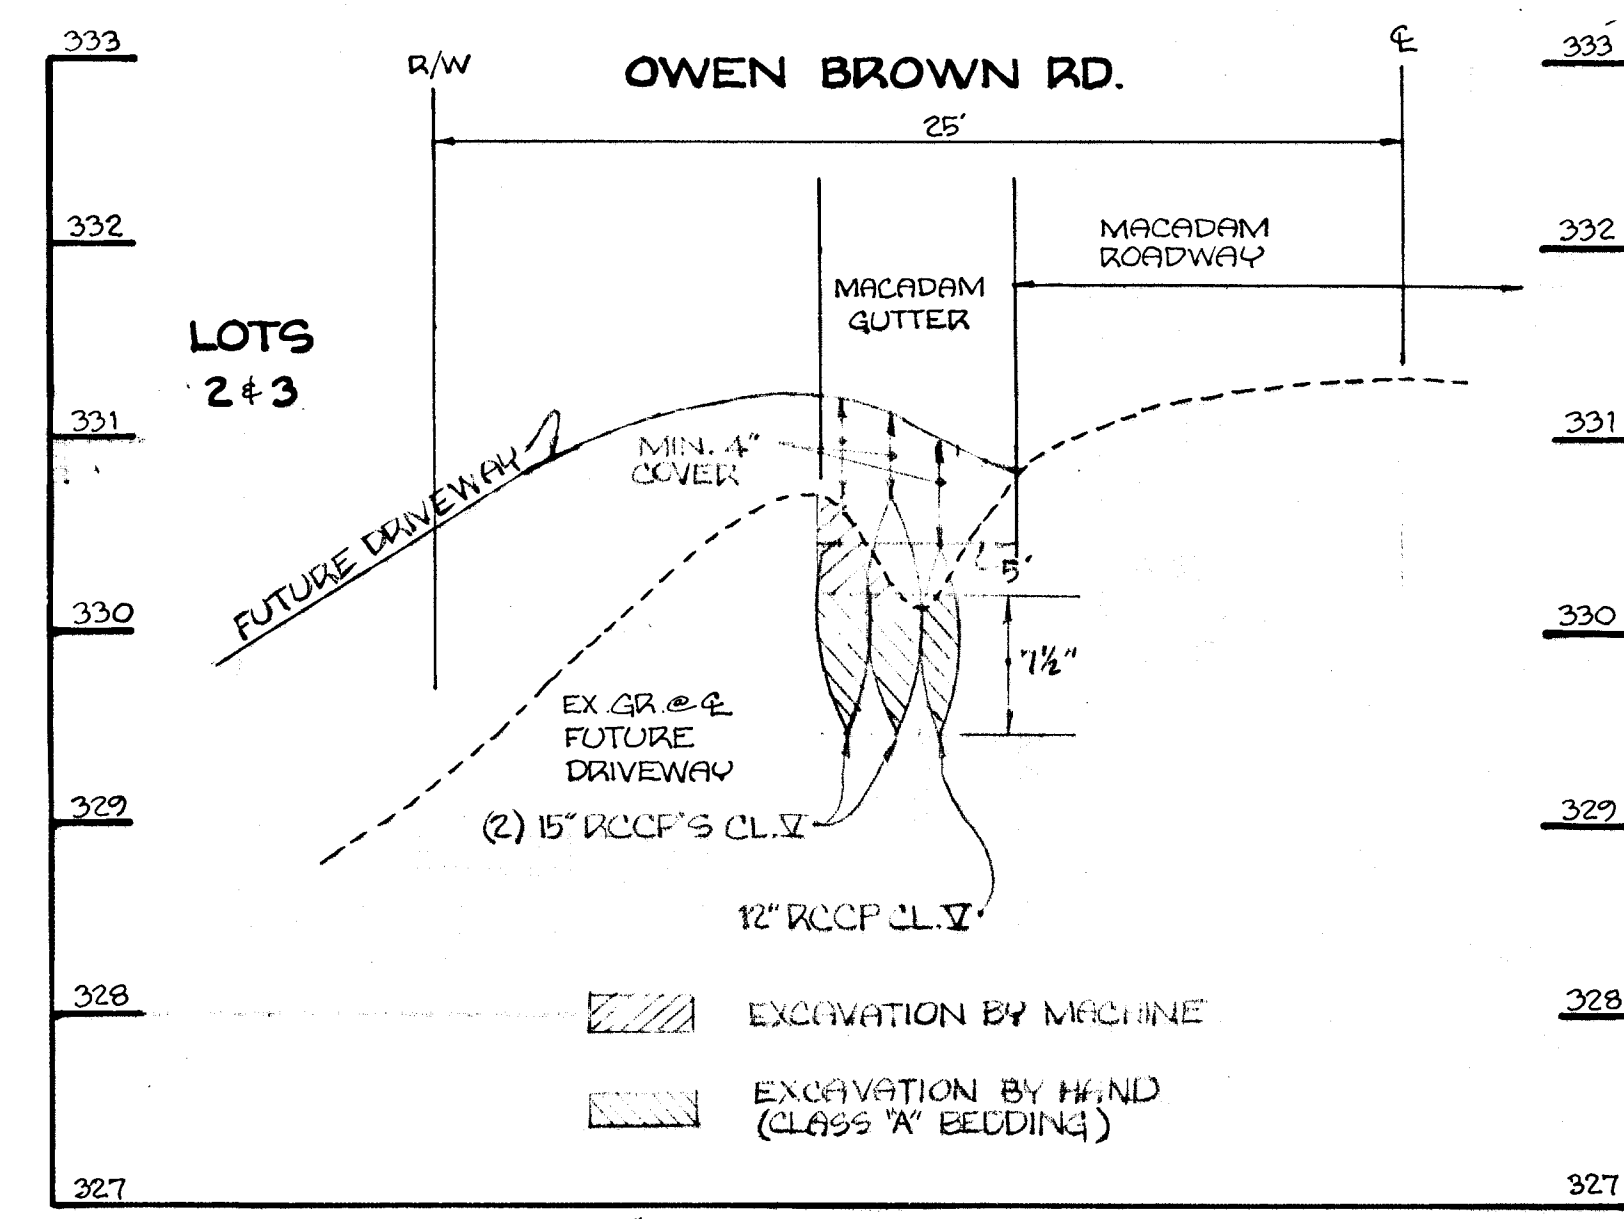 333
R/W
OWEN BROWN RD.
℄
333
25'
332
MACADAM
ROADWAY
332
MACADAM
GUTTER
LOTS
2 & 3
331
MIN. 4"
COVER
331
FUTURE DRIVEWAY
5'
330
330
7½"
EX. GR. @ ℄
FUTURE
DRIVEWAY
329
(2) 15" RCCP'S CL. V
329
12" RCCP CL. V
328
EXCAVATION BY MACHINE
328
EXCAVATION BY HAND
(CLASS "A" BEDDING)
327
327